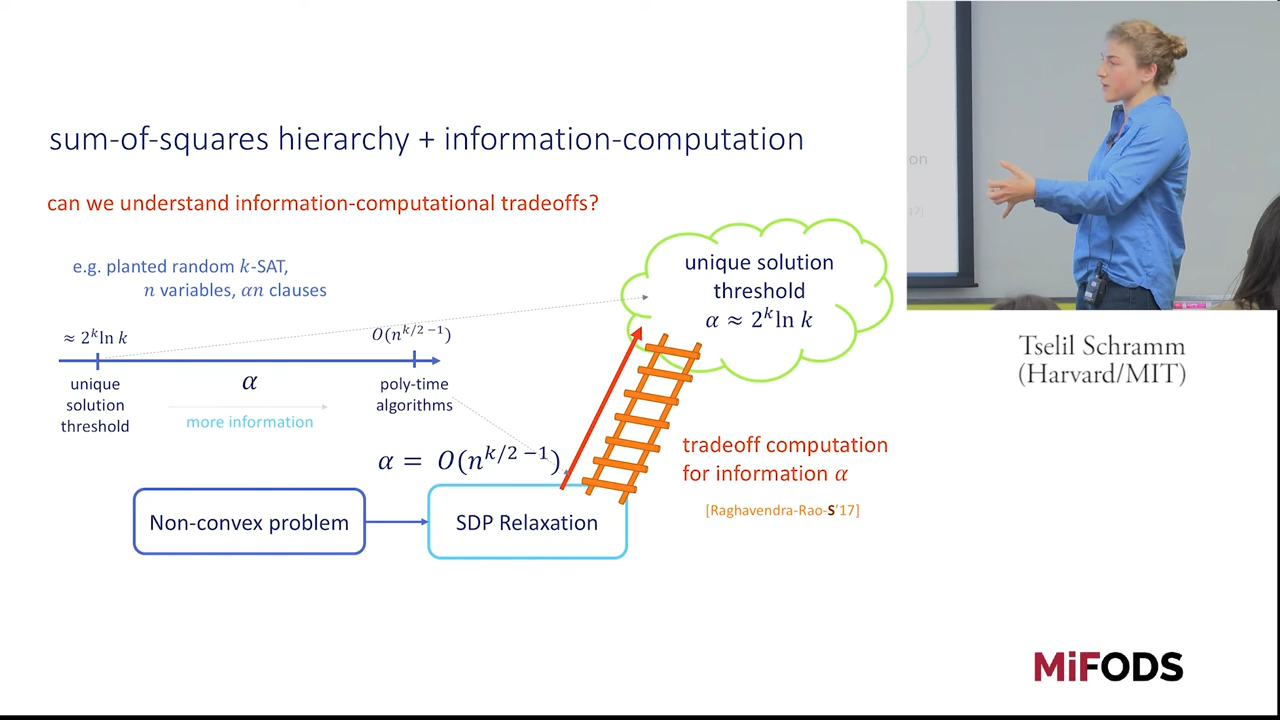 sum-of-squares hierarchy + information-computation
can we understand information-computational tradeoffs?
e.g. planted random k-SAT,
n variables, αn clauses
≈ 2^k ln k
O(n^{k/2 −1})
unique
solution
threshold
α
poly-time
algorithms
more information
unique solution
threshold
α ≈ 2^k ln k
α = O(n^{k/2 −1})
tradeoff computation
for information α
[Raghavendra-Rao-S'17]
Non-convex problem
SDP Relaxation
on
17]
Tselil Schramm
(Harvard/MIT)
MiFODS